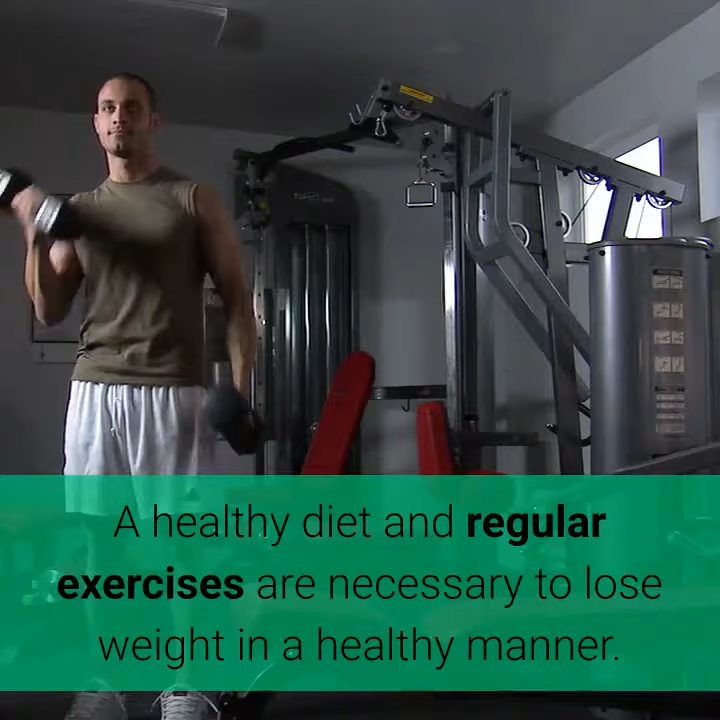 A healthy diet and regular
exercises are necessary to lose
weight in a healthy manner.